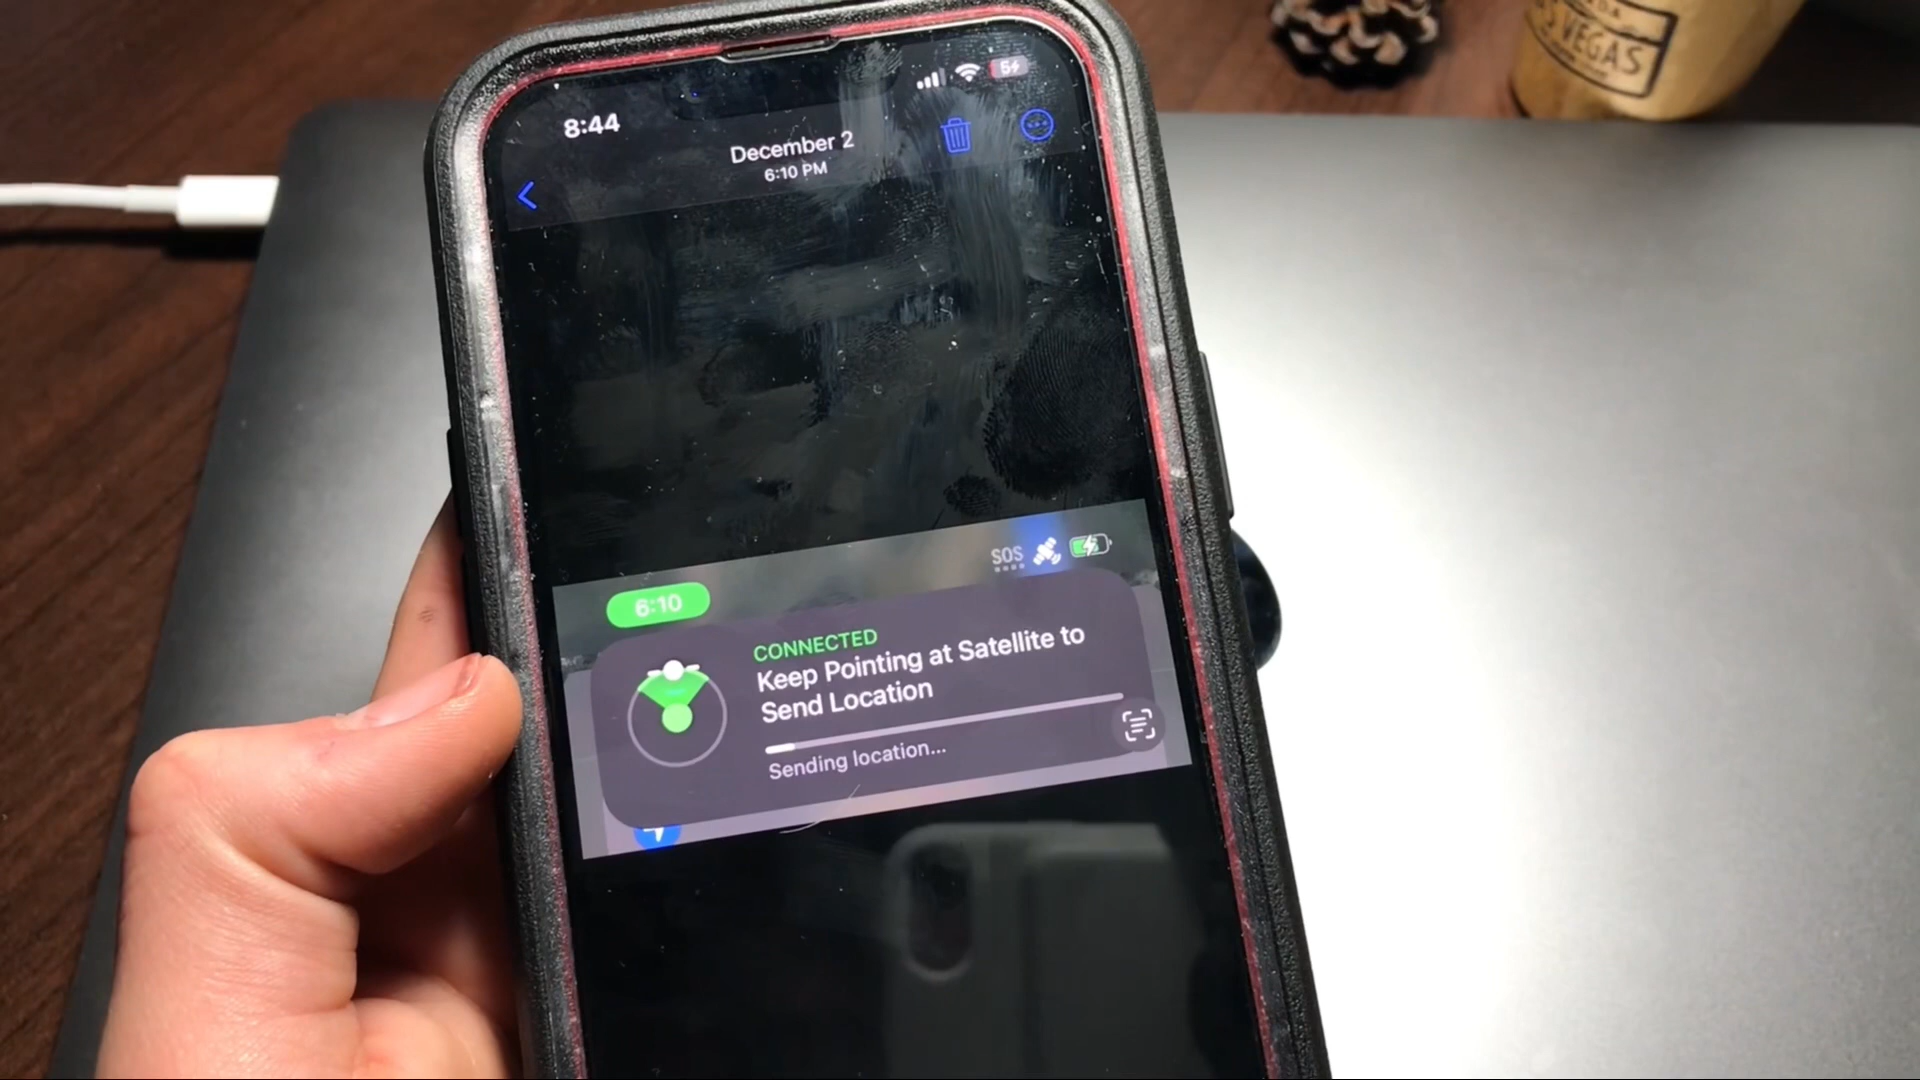 8:44
5
December 2
6:10 PM
SOS
6:10
CONNECTED
Keep Pointing at Satellite to
Send Location
Sending location...
VEGAS